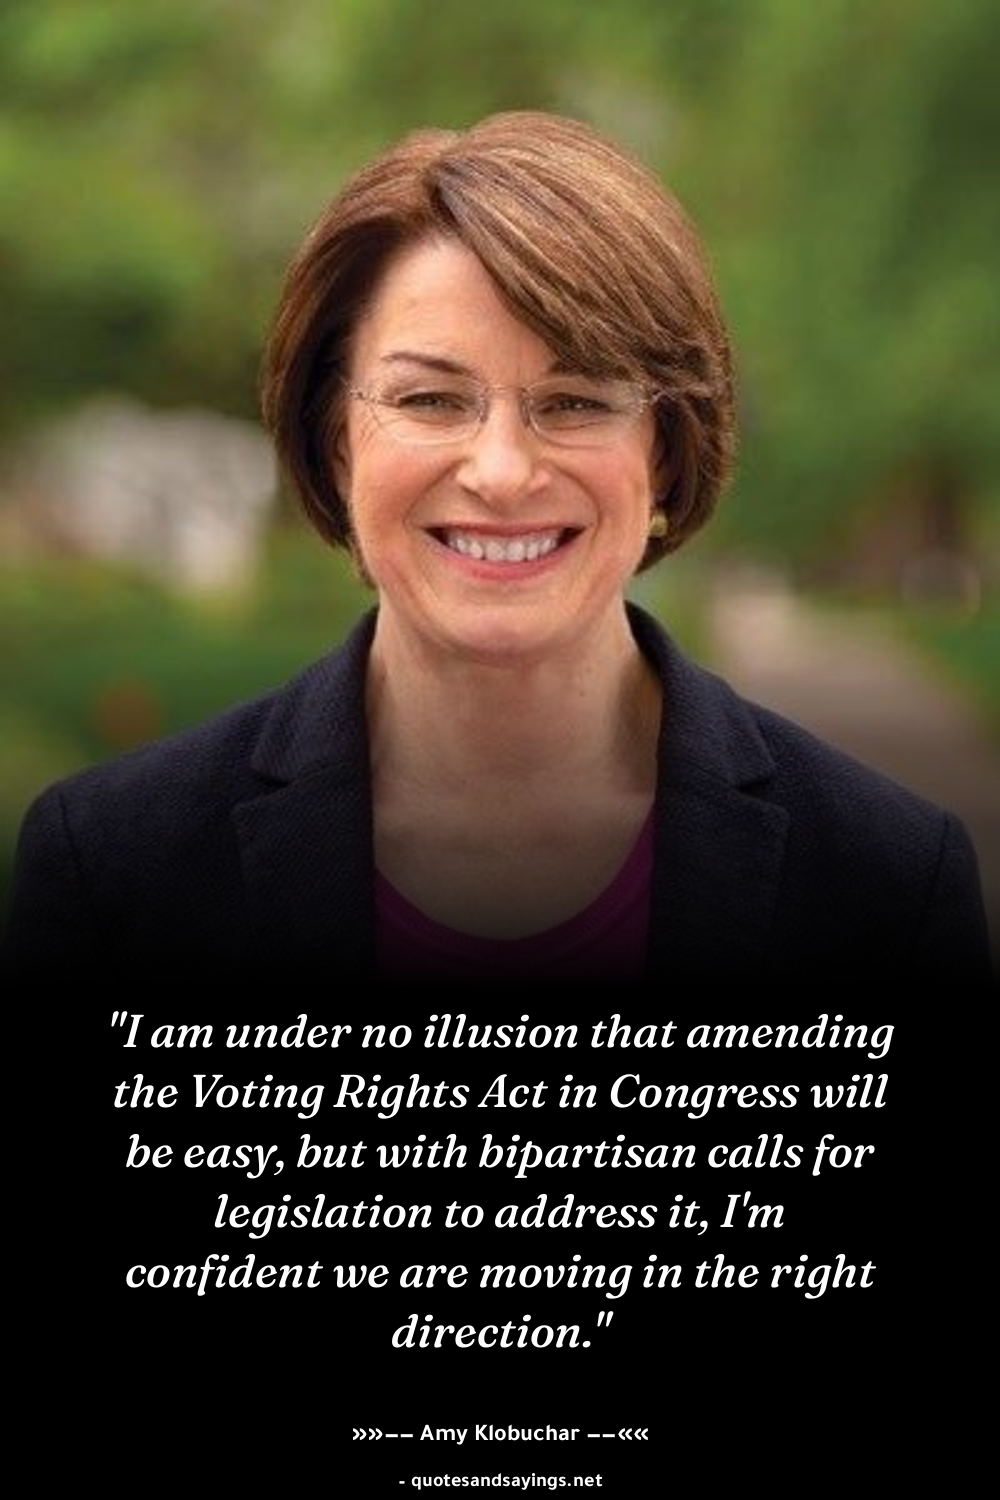 "I am under no illusion that amending
the Voting Rights Act in Congress will
be easy, but with bipartisan calls for
legislation to address it, I'm
confident we are moving in the right
direction."
»»–– Amy Klobuchar ––««
- quotesandsayings.net